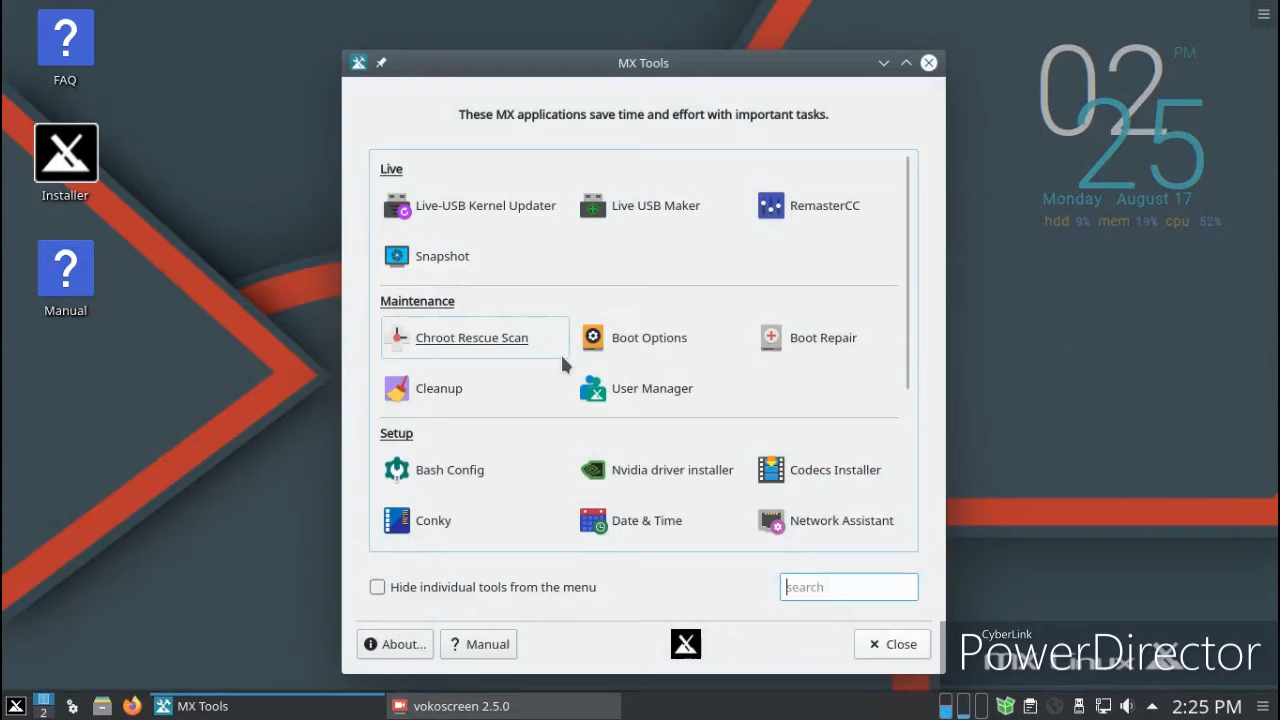 FAQ
Installer
Manual
MX Tools
These MX applications save time and effort with important tasks.
Live
Live-USB Kernel Updater
Live USB Maker
RemasterCC
Snapshot
Maintenance
Chroot Rescue Scan
Boot Options
Boot Repair
Cleanup
User Manager
Setup
Bash Config
Nvidia driver installer
Codecs Installer
Conky
Date & Time
Network Assistant
Hide individual tools from the menu
search
About...
? Manual
Close
02 PM
25
Monday August 17
hdd 9% mem 19% cpu 52%
CyberLink
PowerDirector
MX Linux
2
MX Tools
vokoscreen 2.5.0
2:25 PM